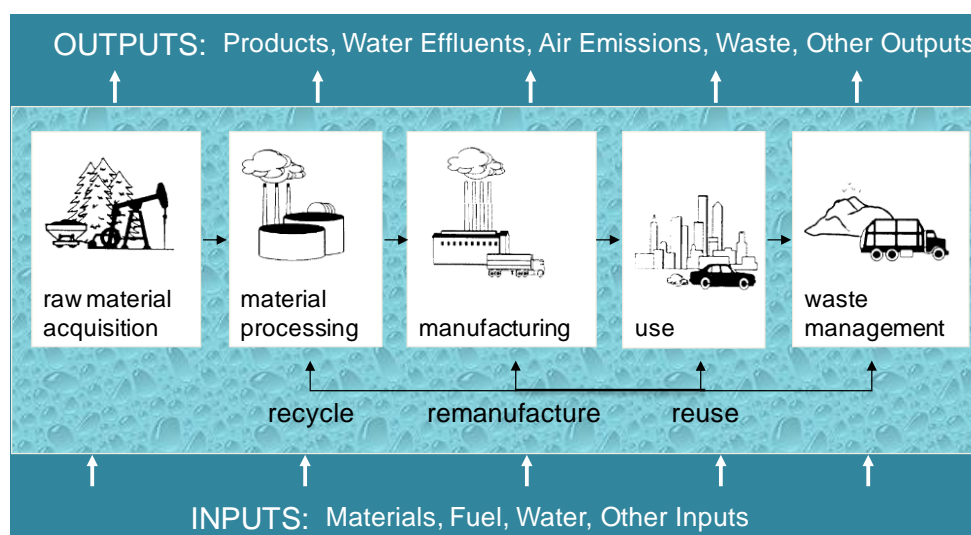 OUTPUTS: Products, Water Effluents, Air Emissions, Waste, Other Outputs
raw material
acquisition
material
processing
manufacturing
use
waste
management
recycle
remanufacture
reuse
INPUTS: Materials, Fuel, Water, Other Inputs